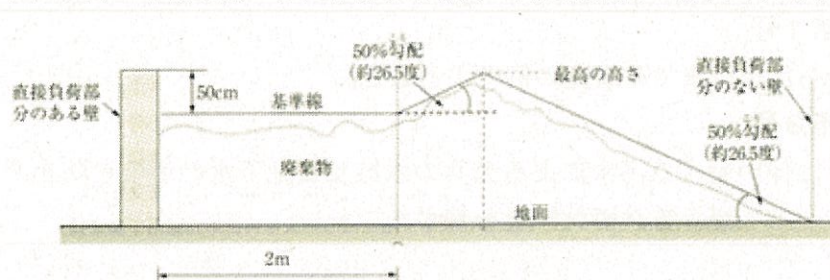 50%勾配
(約26.5度)
最高の高さ
直接負荷部
分のない壁
直接負荷部
分のある壁
50cm
基準線
50%勾配
(約26.5度)
廃棄物
地面
2m